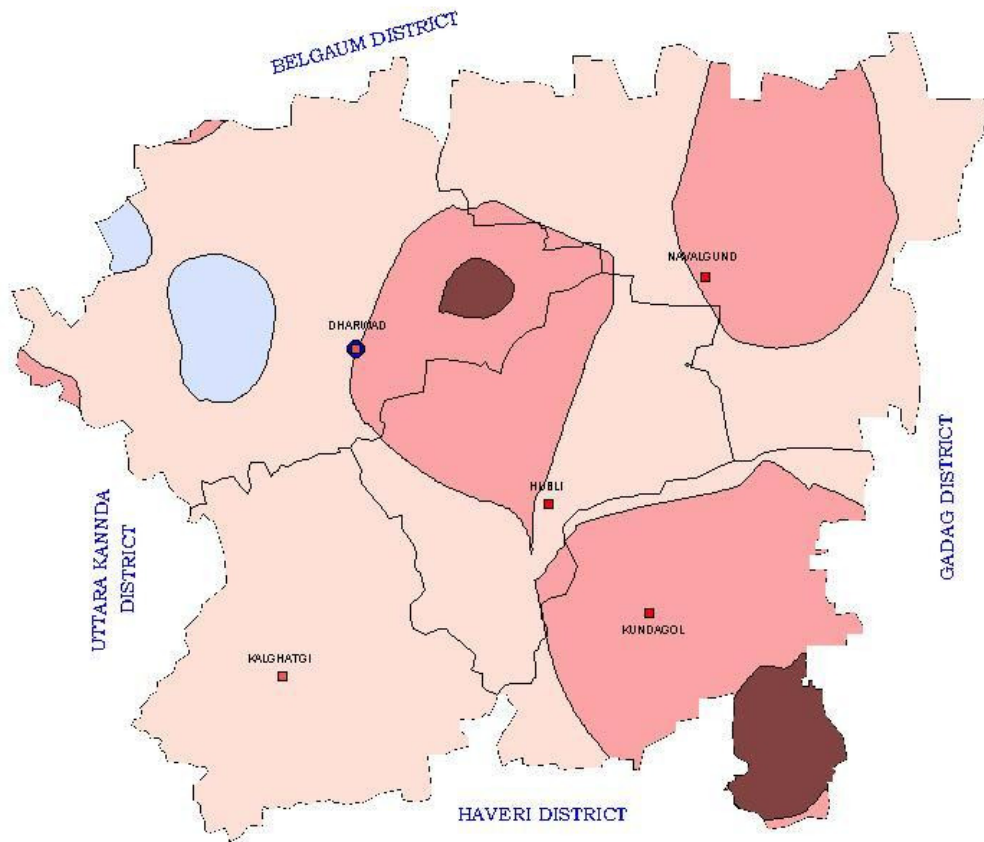 BELGAUM DISTRICT
NAVALGUND
DHARWAD
HUBLI
GADAG DISTRICT
UTTARA KANNDA
DISTRICT
KUNDAGOL
KALGHATGI
HAVERI DISTRICT